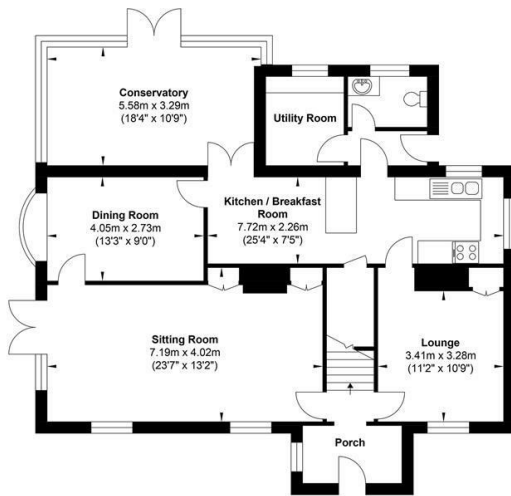 Conservatory
5.58m x 3.29m
(18'4" x 10'9")
Utility Room
Dining Room
4.05m x 2.73m
(13'3" x 9'0")
Kitchen / Breakfast
Room
7.72m x 2.26m
(25'4" x 7'5")
Sitting Room
7.19m x 4.02m
(23'7" x 13'2")
Lounge
3.41m x 3.28m
(11'2" x 10'9")
Porch